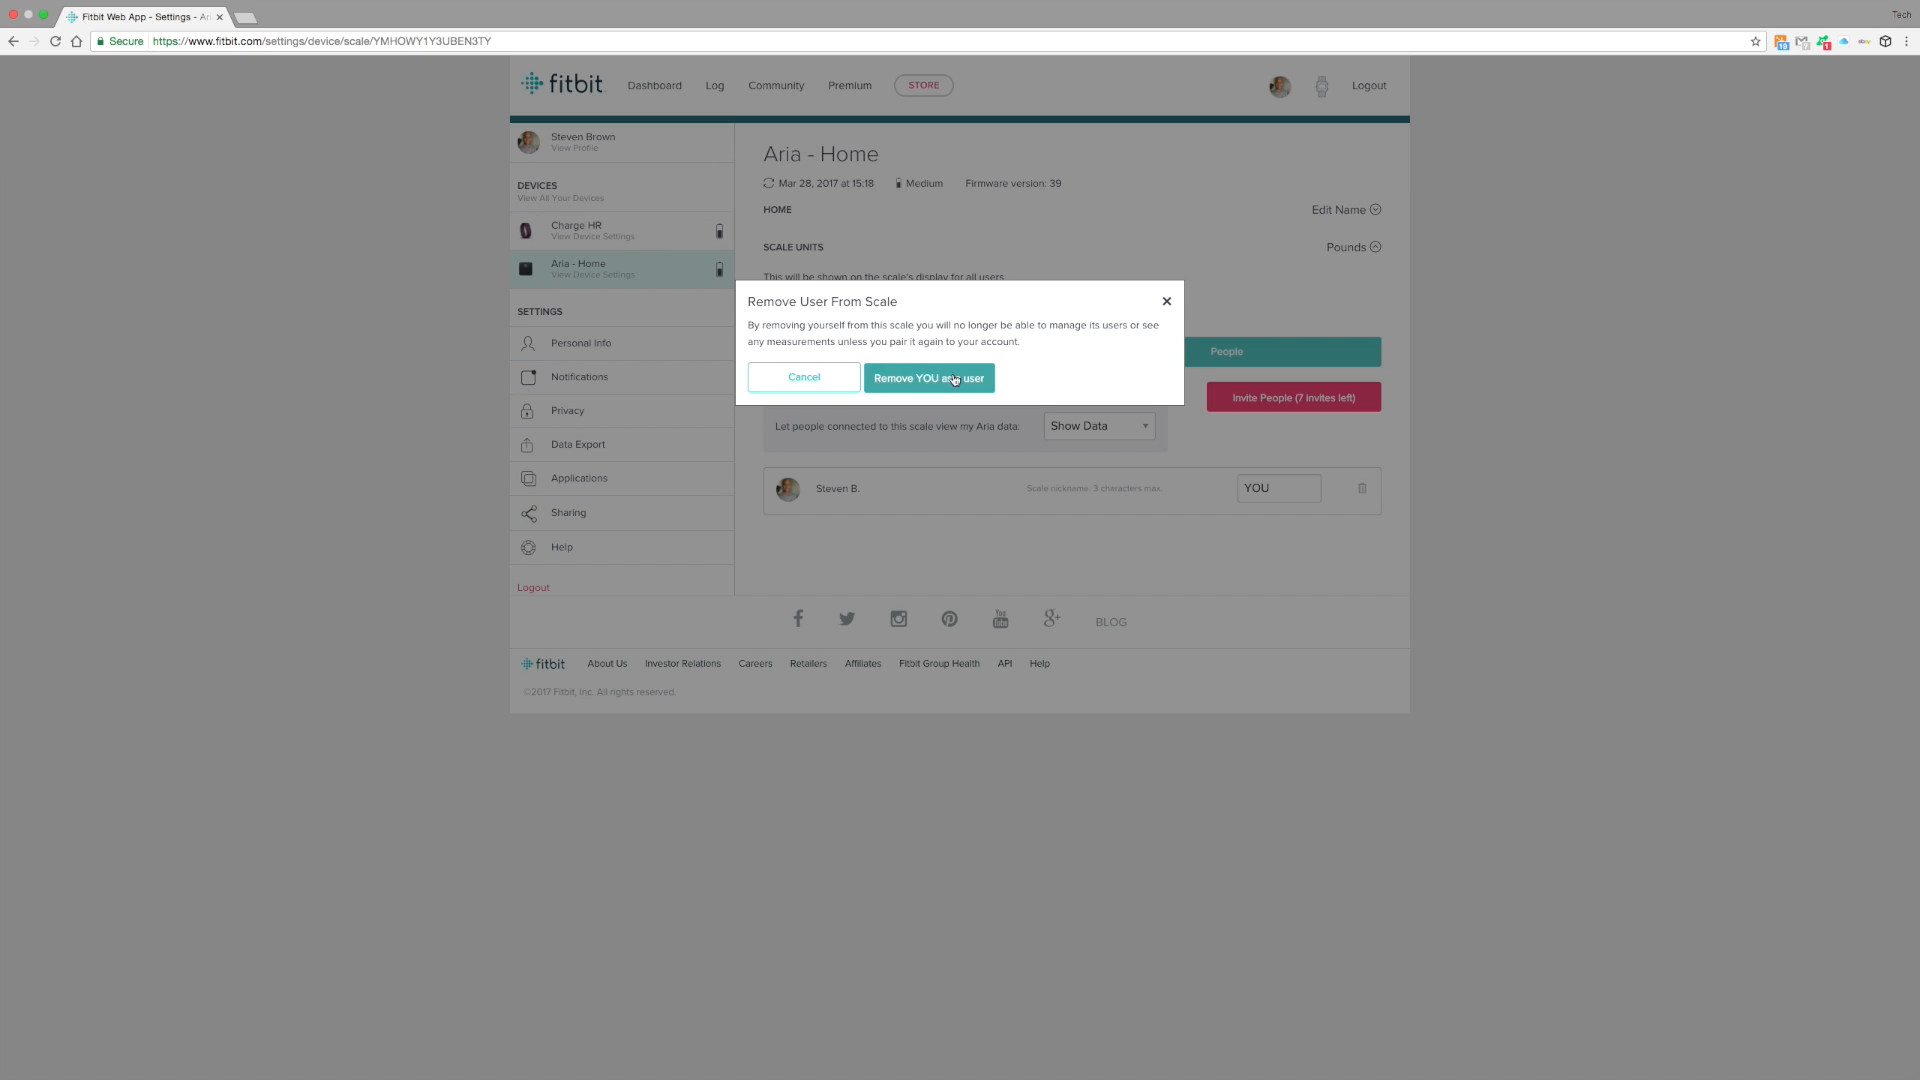 Fitbit Web App - Settings - Ar
Tech
Secure https://www.fitbit.com/settings/device/scale/YMHOWY1Y3UBEN3TY
fitbit Dashboard Log Community Premium STORE Logout
Steven Brown
View Profile
DEVICES
View All Your Devices
Charge HR
View Device Settings
Aria - Home
View Device Settings
SETTINGS
Personal Info
Notifications
Privacy
Data Export
Applications
Sharing
Help
Logout
Aria - Home
Mar 28, 2017 at 15:18 Medium Firmware version: 39
HOME Edit Name
SCALE UNITS Pounds
This will be shown on the scale's display for all users
Remove User From Scale
By removing yourself from this scale you will no longer be able to manage its users or see
any measurements unless you pair it again to your account.
Cancel Remove YOU as user
People
Invite People (7 invites left)
Let people connected to this scale view my Aria data: Show Data
Steven B. Scale nickname, 3 characters max. YOU
BLOG
fitbit About Us Investor Relations Careers Retailers Affiliates Fitbit Group Health API Help
©2017 Fitbit, Inc. All rights reserved.